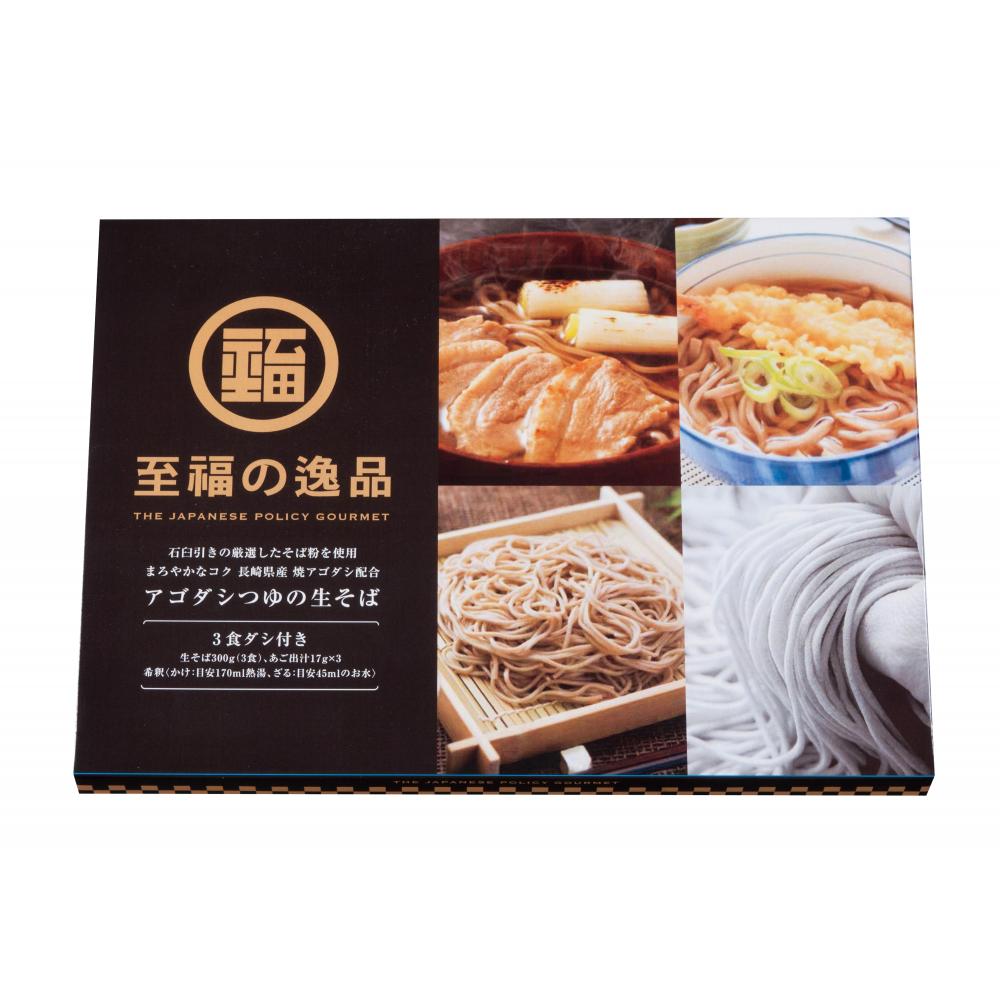 至福
至福の逸品
THE JAPANESE POLICY GOURMET
石臼引きの厳選したそば粉を使用
まろやかなコク 長崎県産 焼アゴダシ配合
アゴダシつゆの生そば
3食ダシ付き
生そば300g(3食)、あご出汁17g×3
希釈〈かけ:目安170ml熱湯、ざる:目安45mlのお水〉
THE JAPANESE POLICY GOURMET